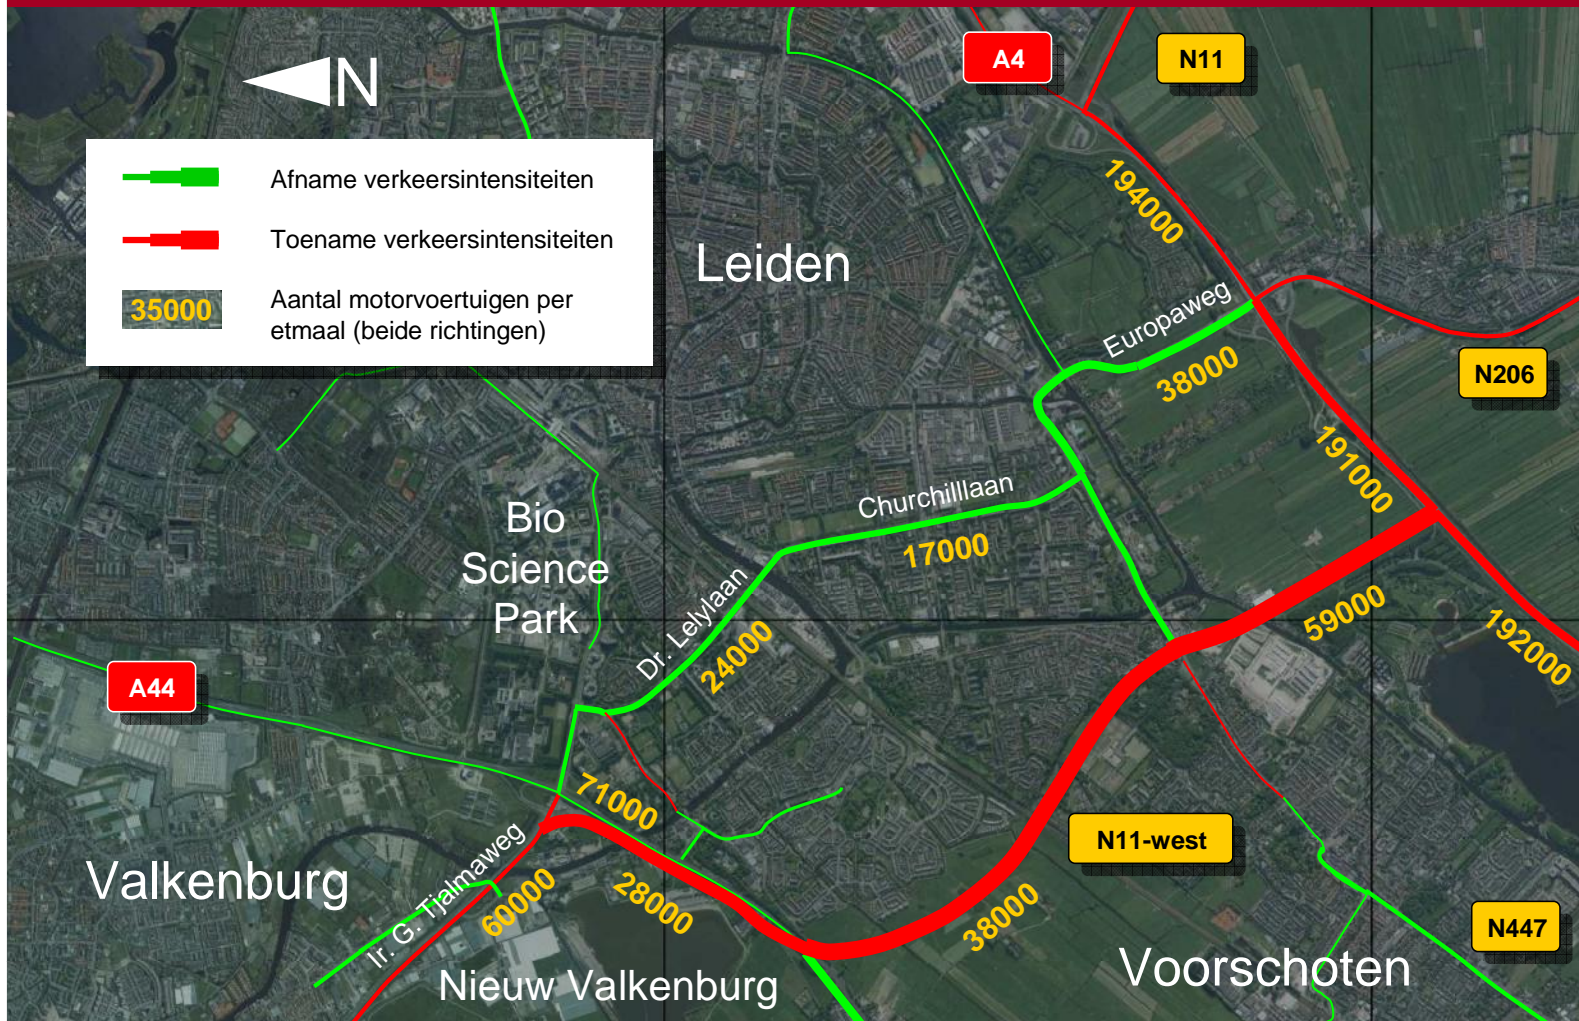 N
A4
N11
Afname verkeersintensiteiten
Toename verkeersintensiteiten
35000
Aantal motorvoertuigen per
etmaal (beide richtingen)
194000
Leiden
Europaweg
38000
N206
191000
Churchilllaan
17000
Bio
Science
Park
Dr. Lelylaan
24000
59000
192000
A44
71000
N11-west
Valkenburg
Ir. G. Tjalmaweg
60000
28000
38000
N447
Voorschoten
Nieuw Valkenburg